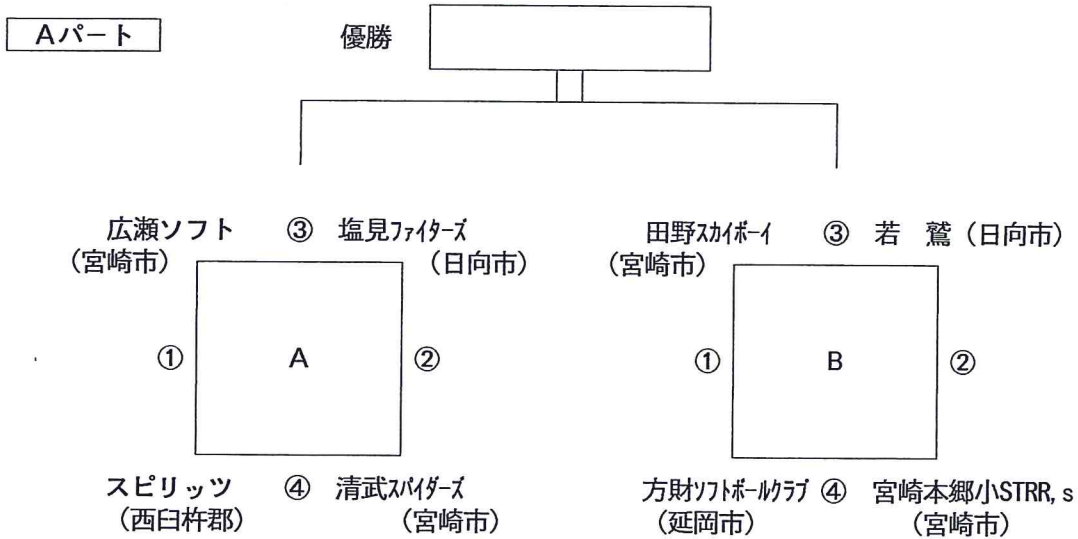 Aパート 優勝
広瀬ソフト ③ 塩見ファイターズ 田野スカイボーイ ③ 若 鷲 (日向市)
(宮崎市) (日向市) (宮崎市)
① A ② ① B ②
スピリッツ ④ 清武スパイダーズ 方財ソフトボールクラブ ④ 宮崎本郷小STRR,s
(西臼杵郡) (宮崎市) (延岡市) (宮崎市)